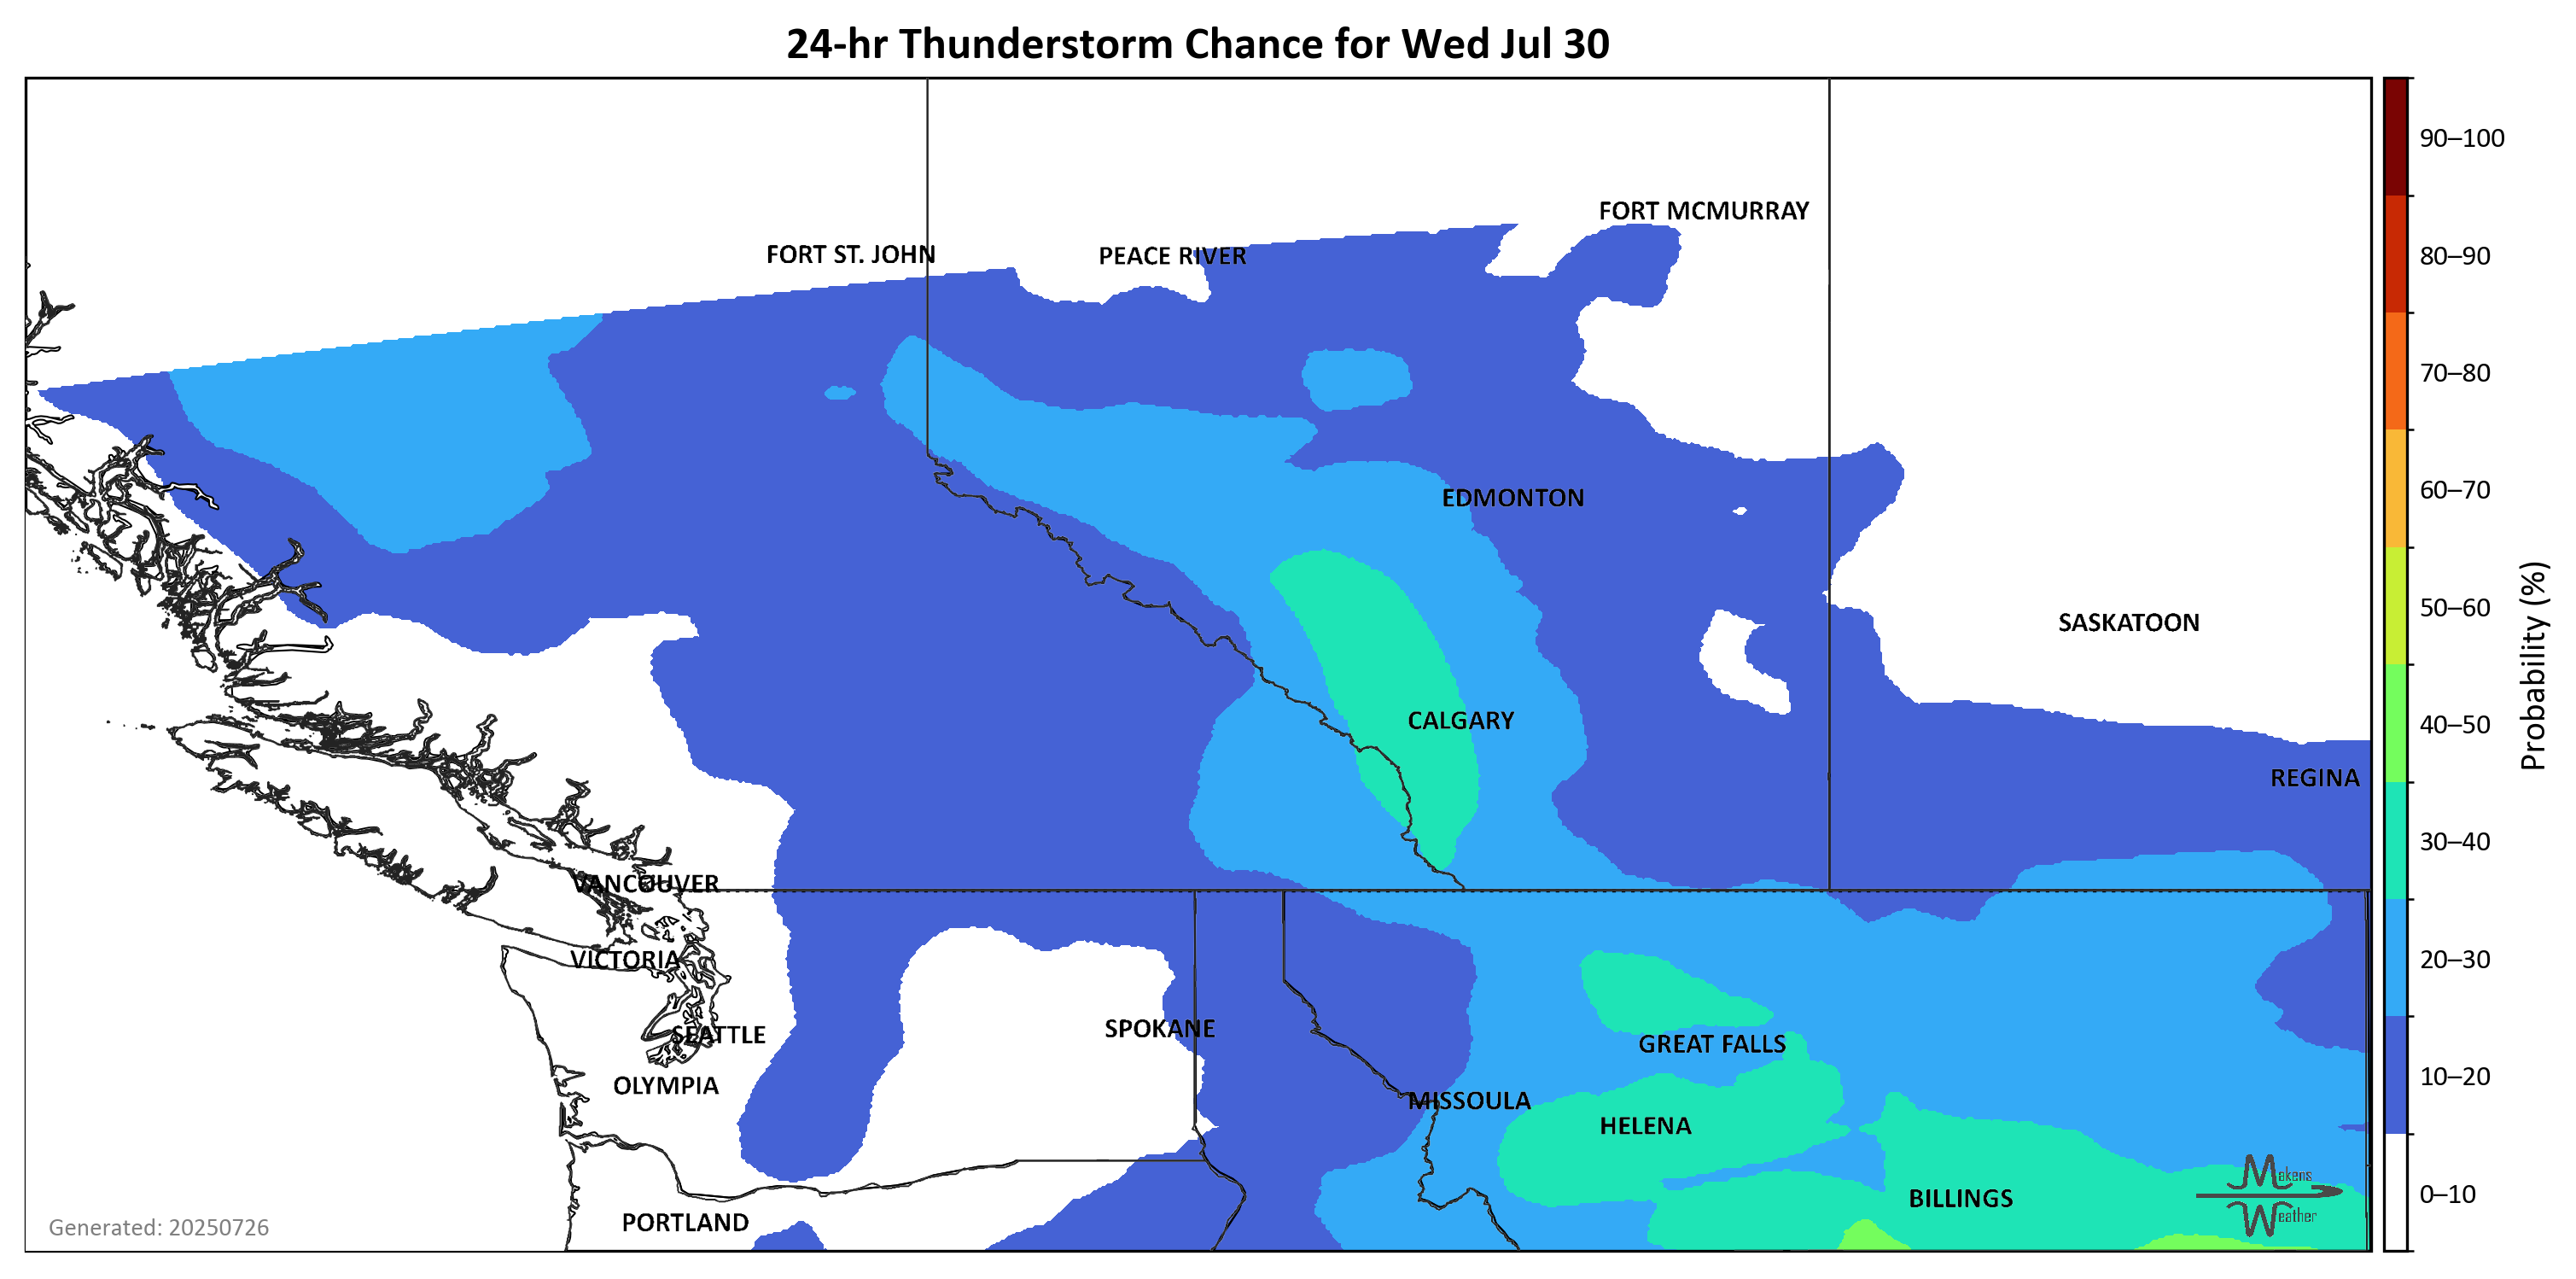 24-hr Thunderstorm Chance for Wed Jul 30
FORT MCMURRAY
FORT ST. JOHN
PEACE RIVER
EDMONTON
SASKATOON
CALGARY
REGINA
VANCOUVER
VICTORIA
SEATTLE
SPOKANE
GREAT FALLS
OLYMPIA
MISSOULA
HELENA
BILLINGS
PORTLAND
Makens
Weather
Generated: 20250726
90–100
80–90
70–80
60–70
50–60
40–50
30–40
20–30
10–20
0–10
Probability (%)